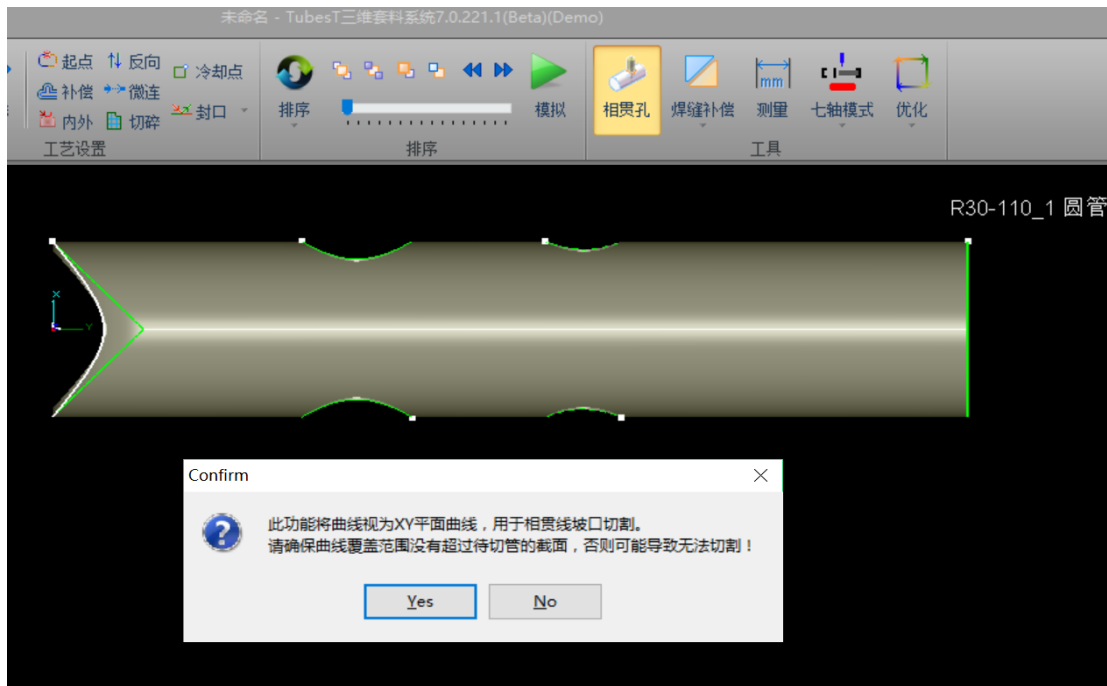 未命名 - TubesT三维套料系统7.0.221.1(Beta)(Demo)
起点 反向 冷却点
补偿 微连
内外 切碎 封口
工艺设置
排序 模拟
排序
相贯孔 焊缝补偿 测量 七轴模式 优化
mm
工具
R30-110_1 圆管
X
Y
Confirm
此功能将曲线视为XY平面曲线，用于相贯线坡口切割。
请确保曲线覆盖范围没有超过待切管的截面，否则可能导致无法切割！
Yes No